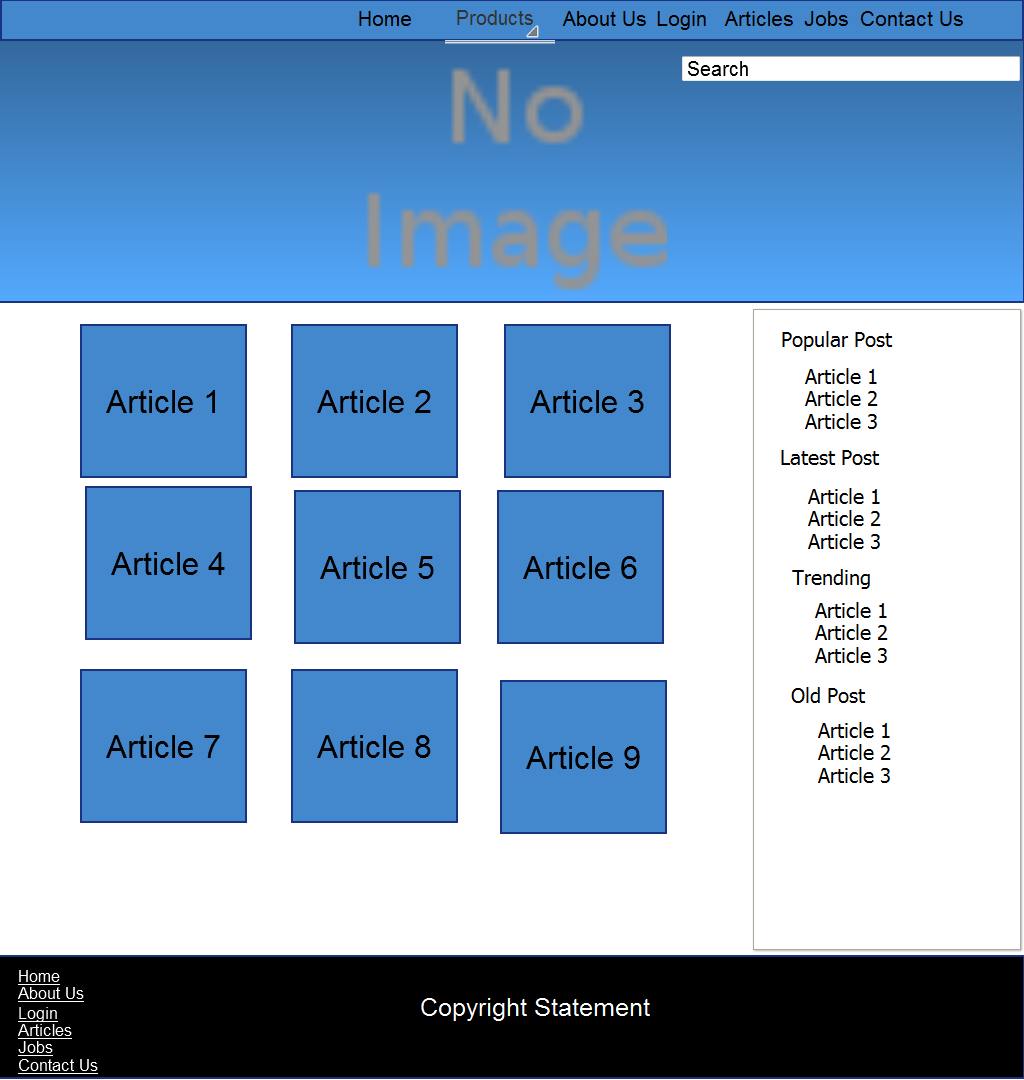 Home Products About Us Login Articles Jobs Contact Us
Search
No
Image
Article 1 Article 2 Article 3
Article 4 Article 5 Article 6
Article 7 Article 8 Article 9
Popular Post
Article 1
Article 2
Article 3
Latest Post
Article 1
Article 2
Article 3
Trending
Article 1
Article 2
Article 3
Old Post
Article 1
Article 2
Article 3
Home
About Us
Login
Articles
Jobs
Contact Us
Copyright Statement